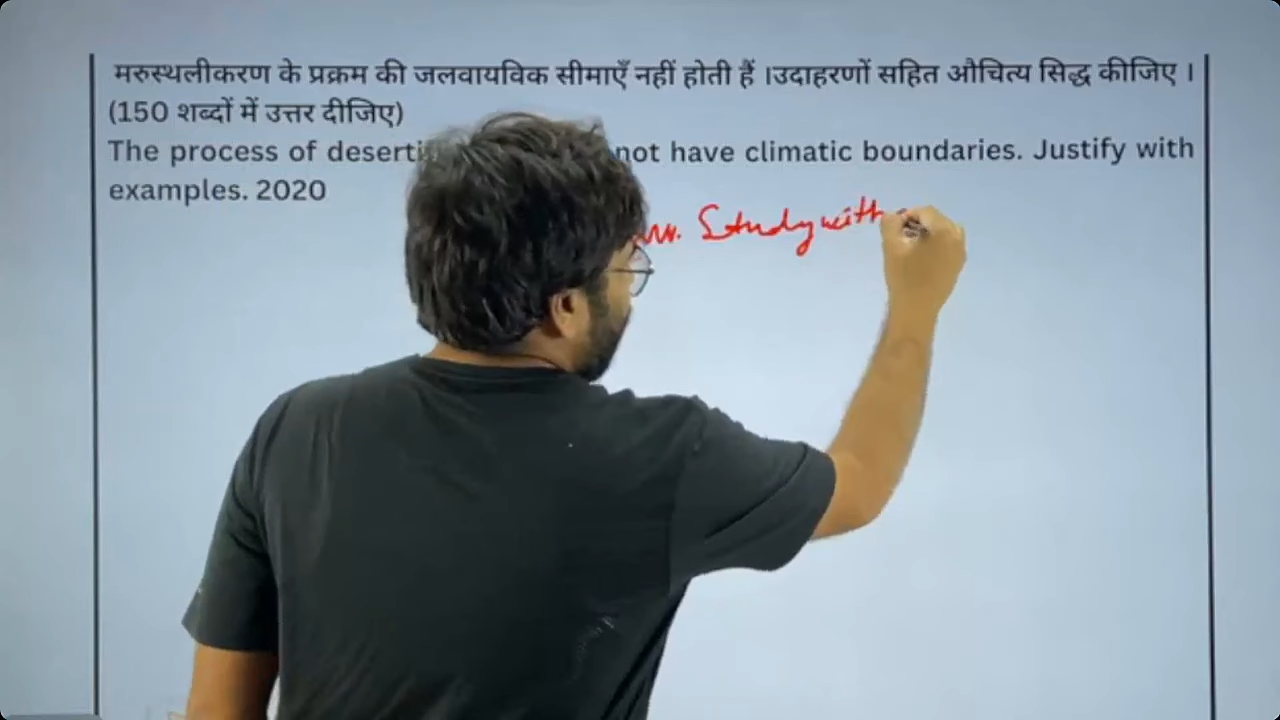 मरुस्थलीकरण के प्रक्रम की जलवायविक सीमाएँ नहीं होती हैं ।उदाहरणों सहित औचित्य सिद्ध कीजिए ।
(150 शब्दों में उत्तर दीजिए)
The process of deserti not have climatic boundaries. Justify with
examples. 2020
Studywith